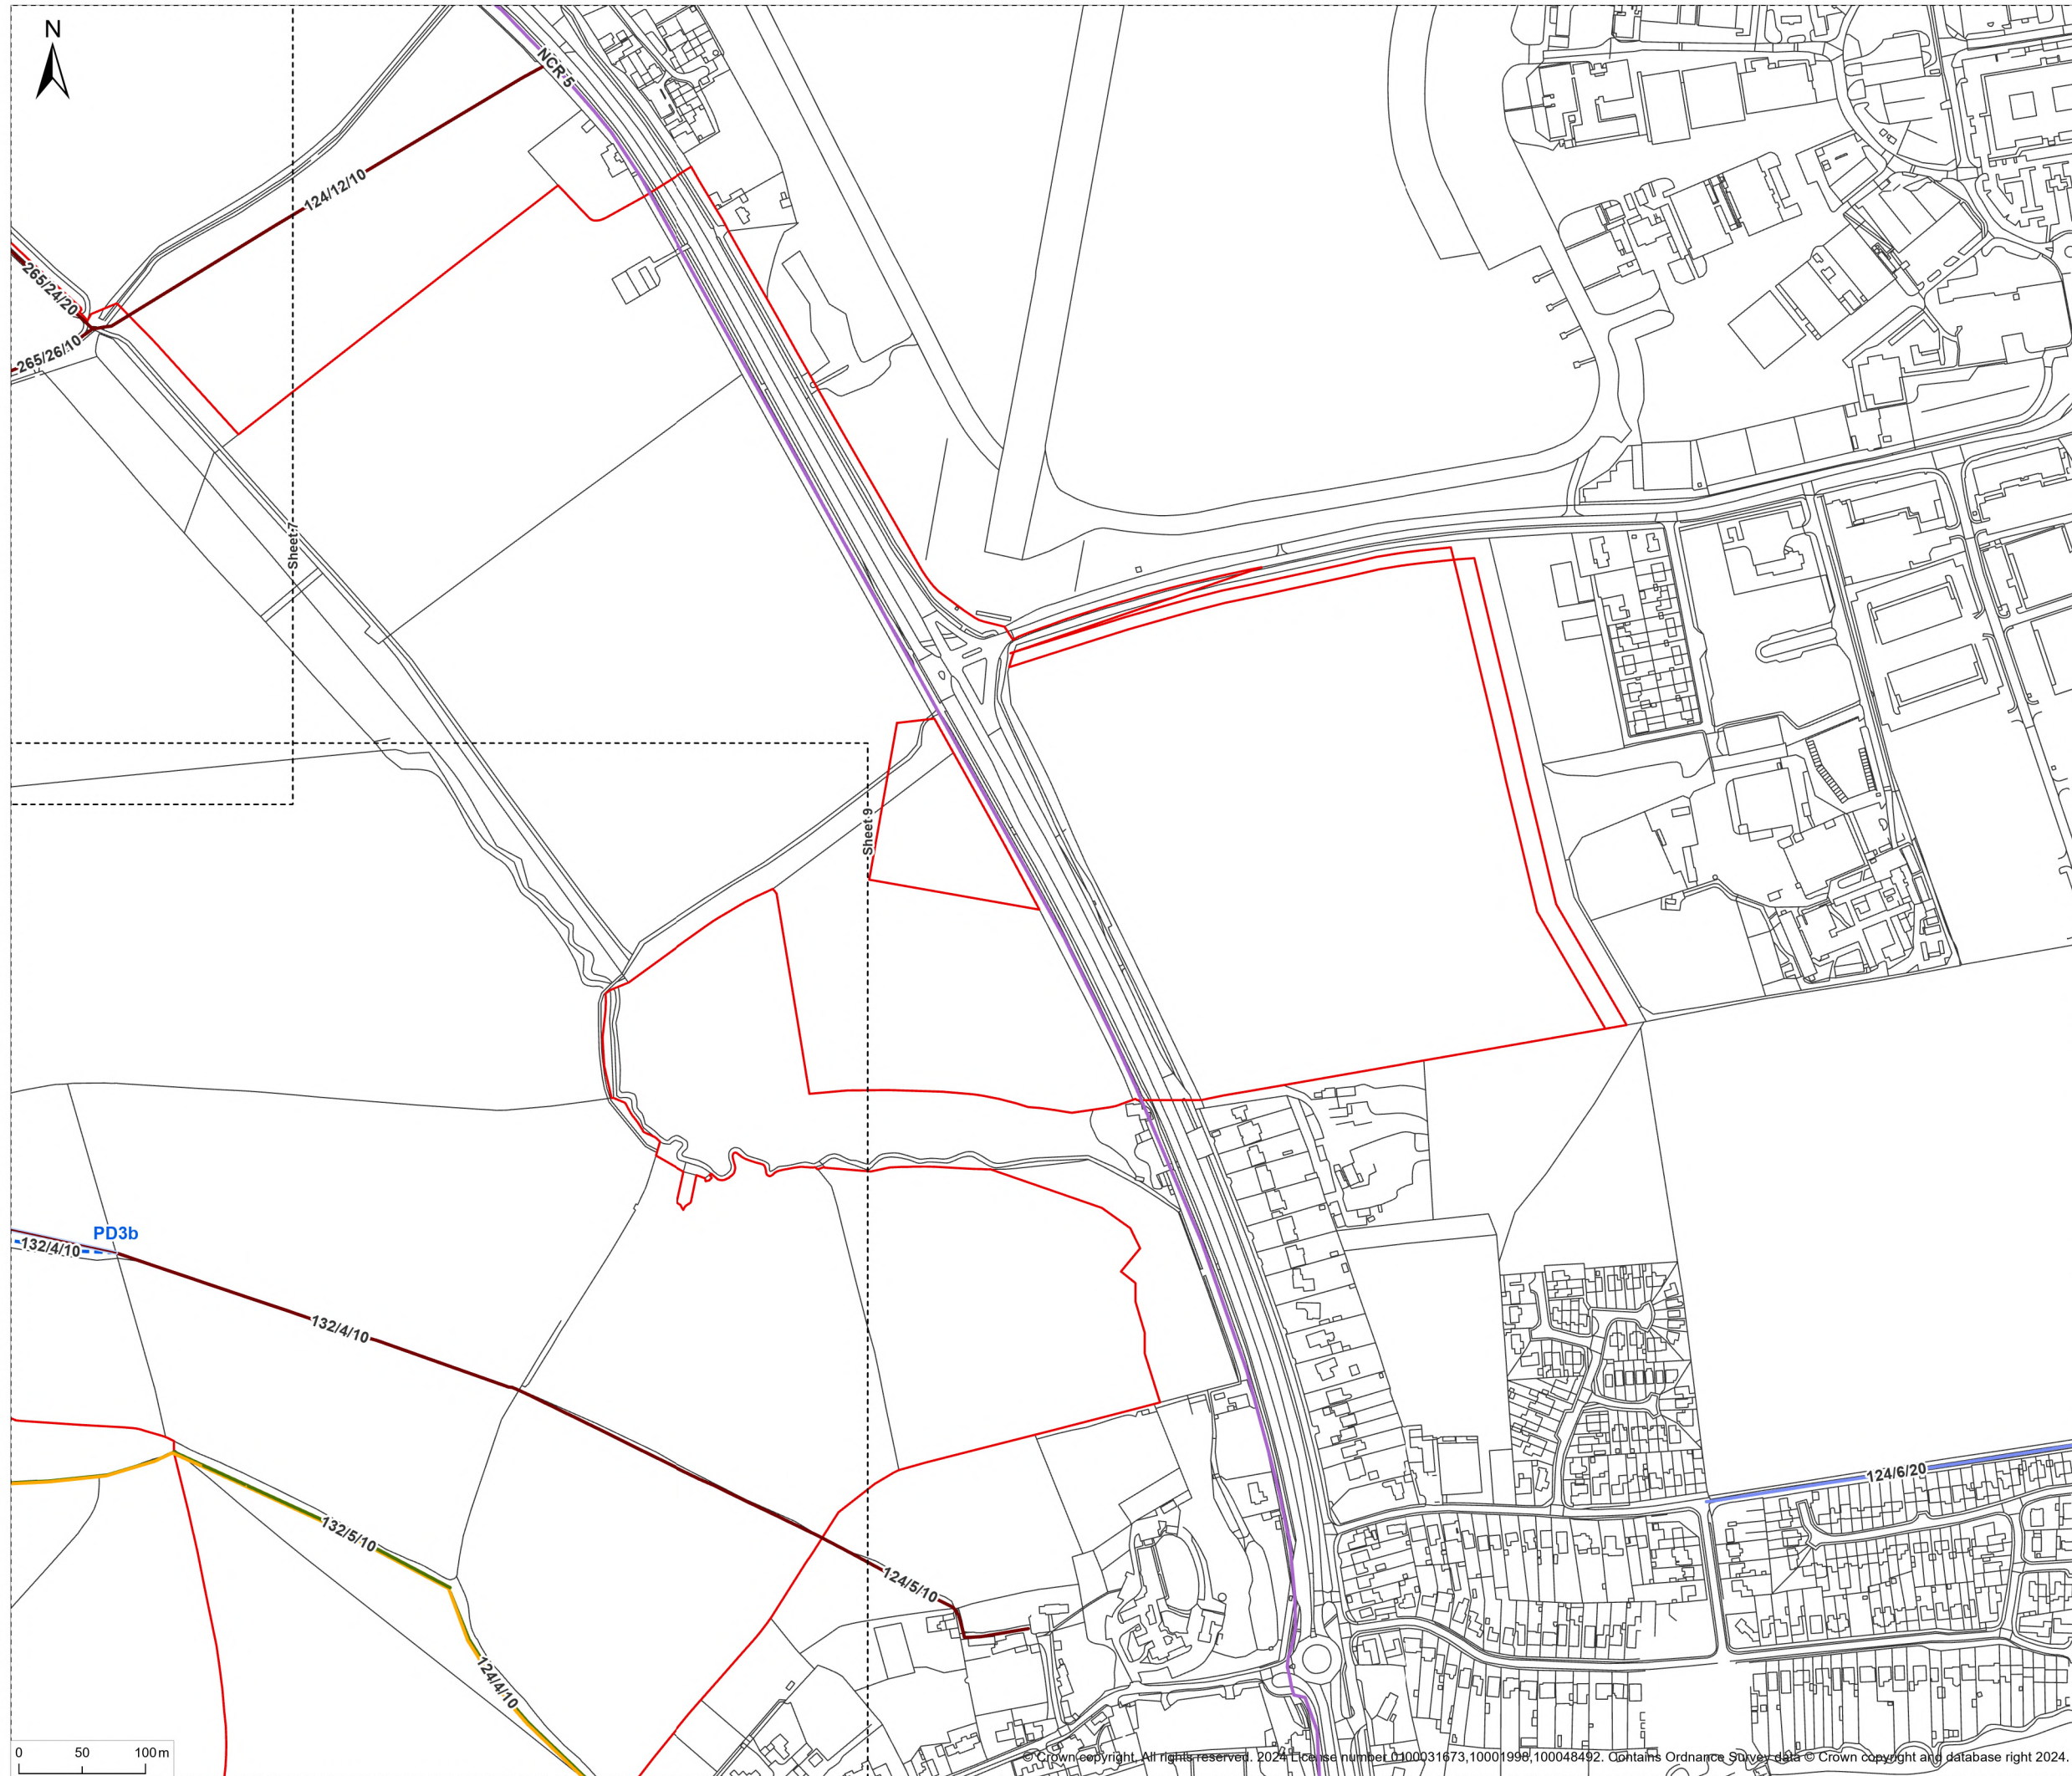 N
NCR 5
124/12/10
265/24/20
265/26/10
Sheet 7
Sheet 9
PD3b
132/4/10
132/4/10
124/6/20
132/5/10
124/5/10
124/4/10
0 50 100 m
© Crown copyright, All rights reserved. 2024 License number 0100031673,10001998,100048492. Contains Ordnance Survey data © Crown copyright and database right 2024.